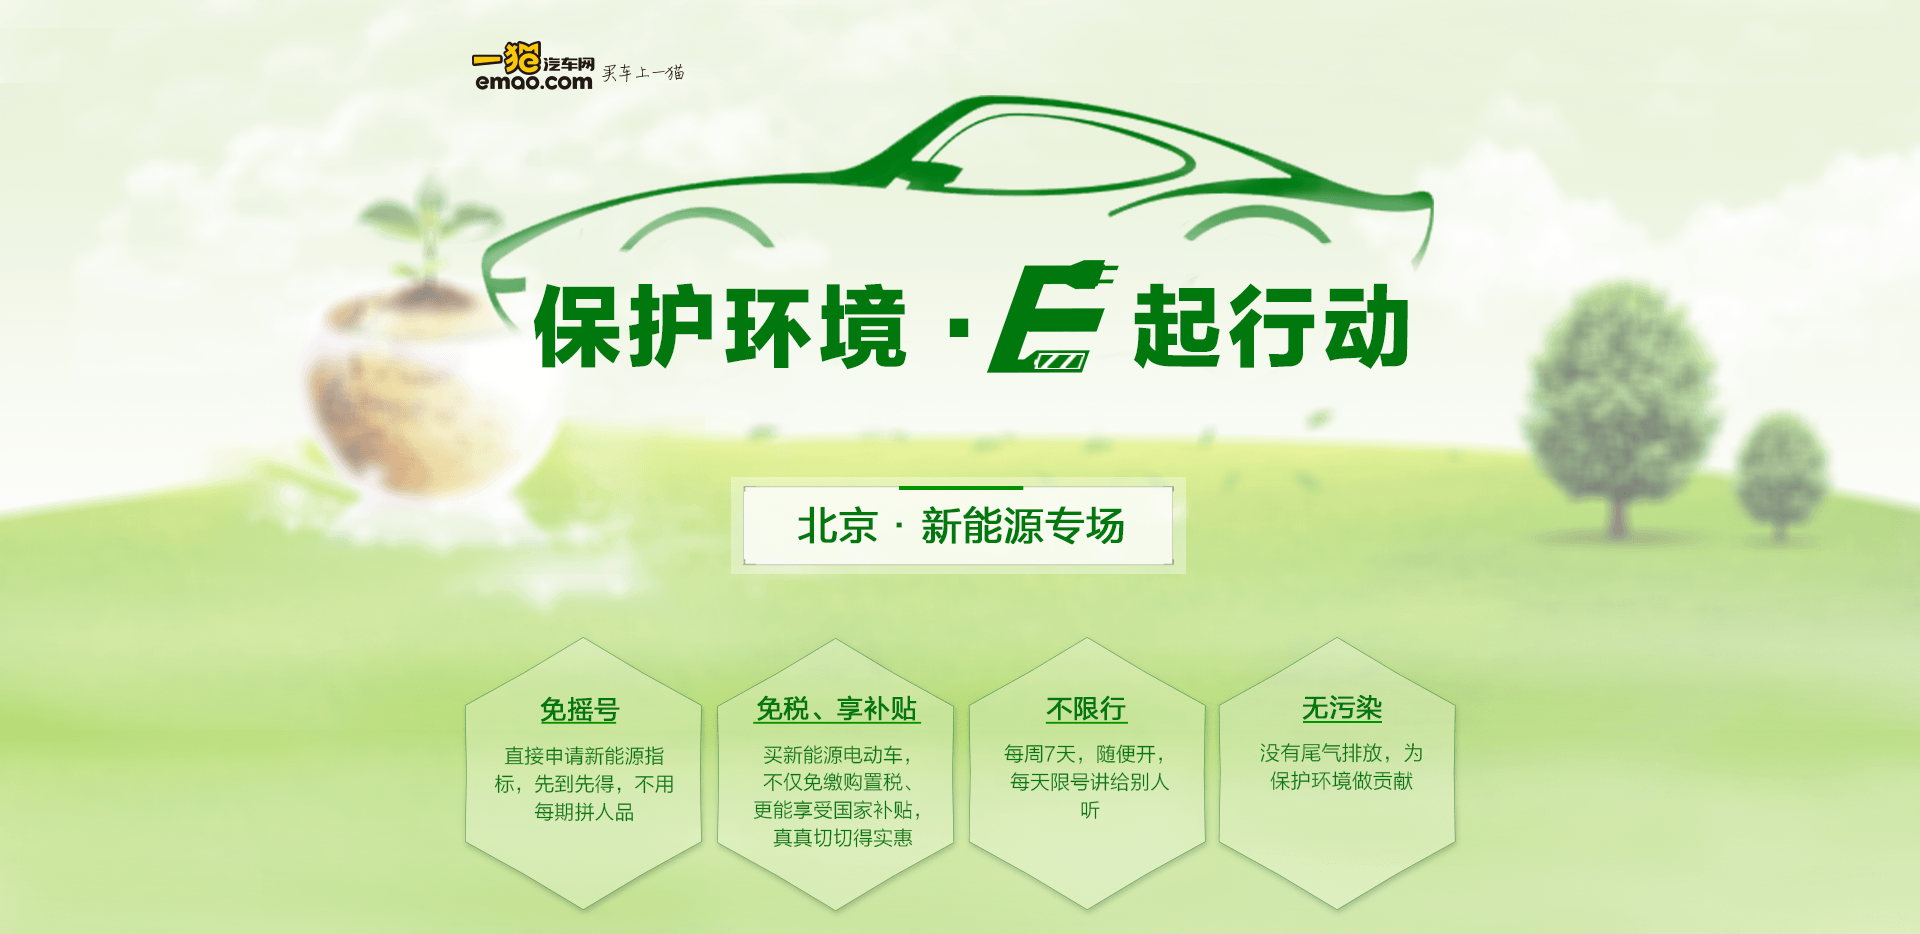 一猫汽车网
emao.com
买车上一猫
保护环境·E起行动
北京·新能源专场
免摇号
直接申请新能源指
标，先到先得，不用
每期拼人品
免税、享补贴
买新能源电动车，
不仅免缴购置税、
更能享受国家补贴，
真真切切得实惠
不限行
每周7天，随便开，
每天限号讲给别人
听
无污染
没有尾气排放，为
保护环境做贡献